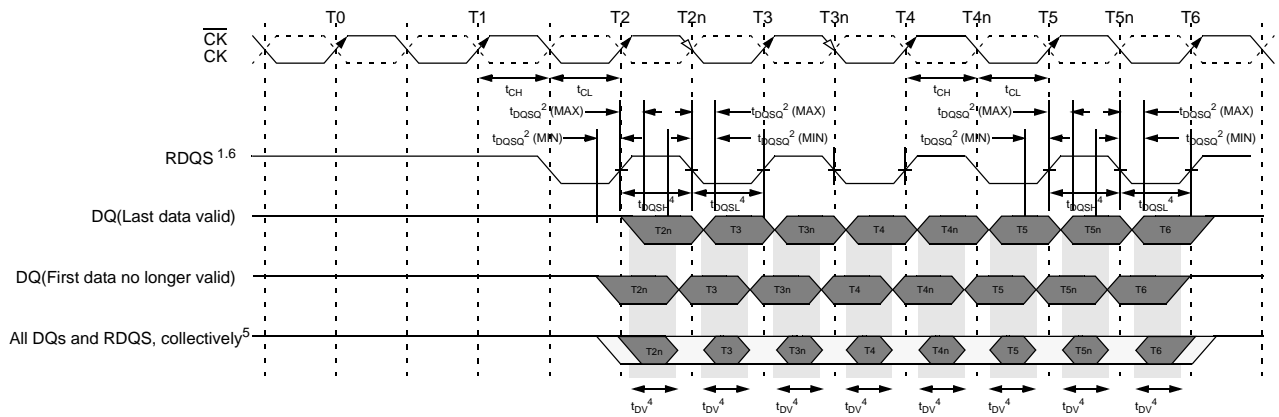 T0 T1 T2 T2n T3 T3n T4 T4n T5 T5n T6
CK
CK
tCH tCL tCH tCL
tDQSQ2 (MAX) tDQSQ2 (MAX) tDQSQ2 (MAX) tDQSQ2 (MAX)
tDQSQ2 (MIN) tDQSQ2 (MIN) tDQSQ2 (MIN) tDQSQ2 (MIN)
RDQS 1.6
tDQSH4 tDQSL4 tDQSH4 tDQSL4
DQ(Last data valid)
T2n T3 T3n T4 T4n T5 T5n T6
DQ(First data no longer valid)
T2n T3 T3n T4 T4n T5 T5n T6
All DQs and RDQS, collectively5
T2n T3 T3n T4 T4n T5 T5n T6
tDV4 tDV4 tDV4 tDV4 tDV4 tDV4 tDV4 tDV4